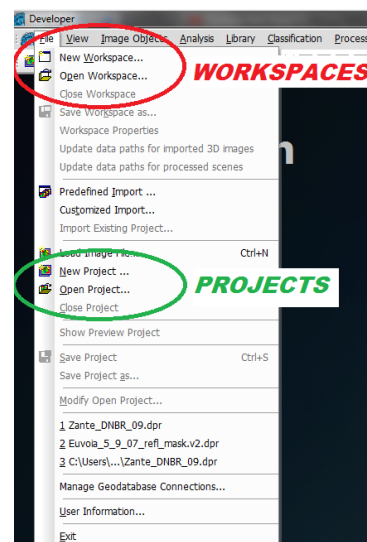 Developer
File View Image Objects Analysis Library Classification Process
New Workspace...
Open Workspace...
WORKSPACES
Close Workspace
Save Workspace as...
Workspace Properties
Update data paths for imported 3D images
Update data paths for processed scenes
Predefined Import ...
Customized Import...
Import Existing Project...
Load Image File... Ctrl+N
New Project ...
Open Project...
PROJECTS
Close Project
Show Preview Project
Save Project Ctrl+S
Save Project as...
Modify Open Project...
1 Zante_DNBR_09.dpr
2 Euvoia_5_9_07_refl_mask.v2.dpr
3 C:\Users\...\Zante_DNBR_09.dpr
Manage Geodatabase Connections...
User Information...
Exit